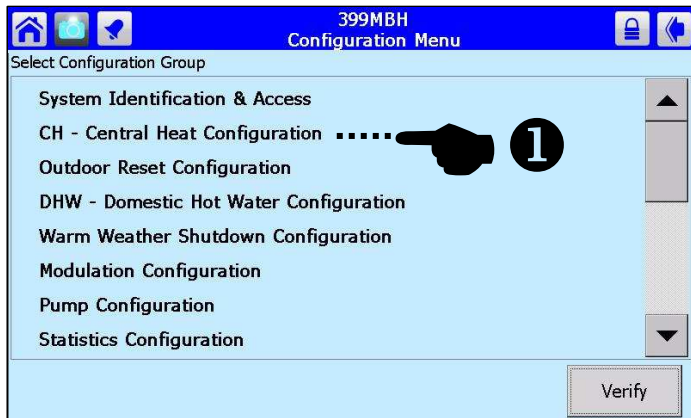 399MBH
Configuration Menu
Select Configuration Group
System Identification & Access
CH - Central Heat Configuration
1
Outdoor Reset Configuration
DHW - Domestic Hot Water Configuration
Warm Weather Shutdown Configuration
Modulation Configuration
Pump Configuration
Statistics Configuration
Verify